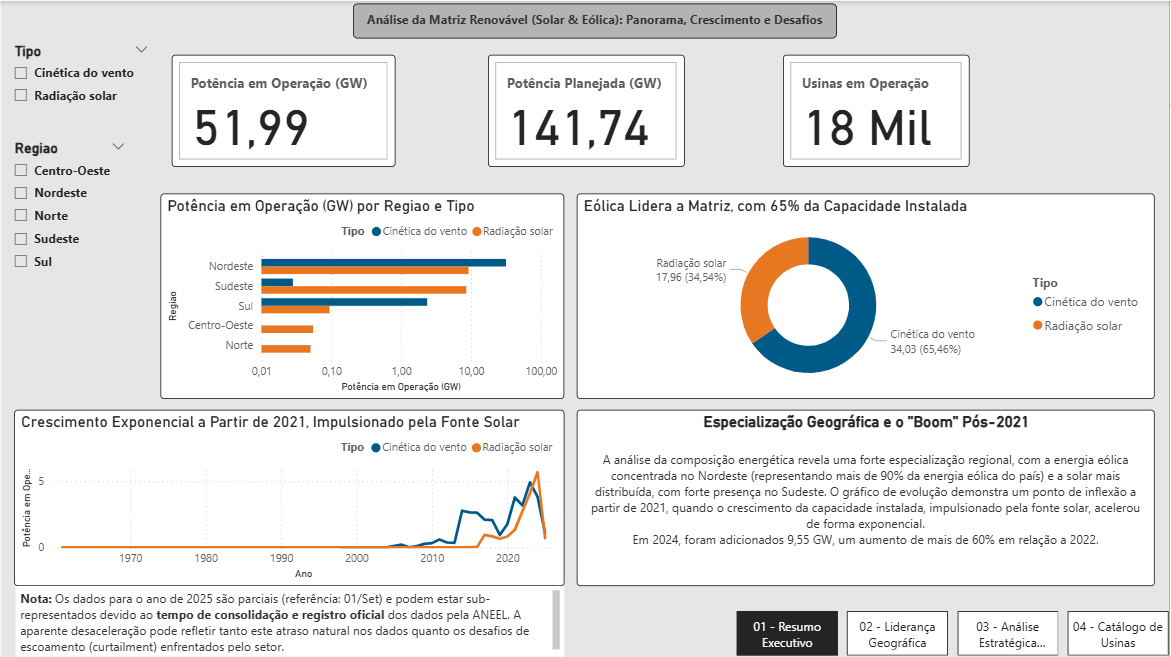 Análise da Matriz Renovável (Solar & Eólica): Panorama, Crescimento e Desafios
Tipo
Cinética do vento
Radiação solar
Regiao
Centro-Oeste
Nordeste
Norte
Sudeste
Sul
Potência em Operação (GW)
51,99
Potência Planejada (GW)
141,74
Usinas em Operação
18 Mil
Potência em Operação (GW) por Regiao e Tipo
Tipo Cinética do vento Radiação solar
Regiao
Nordeste
Sudeste
Sul
Centro-Oeste
Norte
0,01 0,10 1,00 10,00 100,00
Potência em Operação (GW)
Eólica Lidera a Matriz, com 65% da Capacidade Instalada
Radiação solar
17,96 (34,54%)
Cinética do vento
34,03 (65,46%)
Tipo
Cinética do vento
Radiação solar
Crescimento Exponencial a Partir de 2021, Impulsionado pela Fonte Solar
Tipo Cinética do vento Radiação solar
Potência em Ope...
5
0
1970 1980 1990 2000 2010 2020
Ano
Especialização Geográfica e o "Boom" Pós-2021
A análise da composição energética revela uma forte especialização regional, com a energia eólica
concentrada no Nordeste (representando mais de 90% da energia eólica do país) e a solar mais
distribuída, com forte presença no Sudeste. O gráfico de evolução demonstra um ponto de inflexão a
partir de 2021, quando o crescimento da capacidade instalada, impulsionado pela fonte solar, acelerou
de forma exponencial.
Em 2024, foram adicionados 9,55 GW, um aumento de mais de 60% em relação a 2022.
Nota: Os dados para o ano de 2025 são parciais (referência: 01/Set) e podem estar sub-
representados devido ao tempo de consolidação e registro oficial dos dados pela ANEEL. A
aparente desaceleração pode refletir tanto este atraso natural nos dados quanto os desafios de
escoamento (curtailment) enfrentados pelo setor.
01 - Resumo
Executivo
02 - Liderança
Geográfica
03 - Análise
Estratégica...
04 - Catálogo de
Usinas